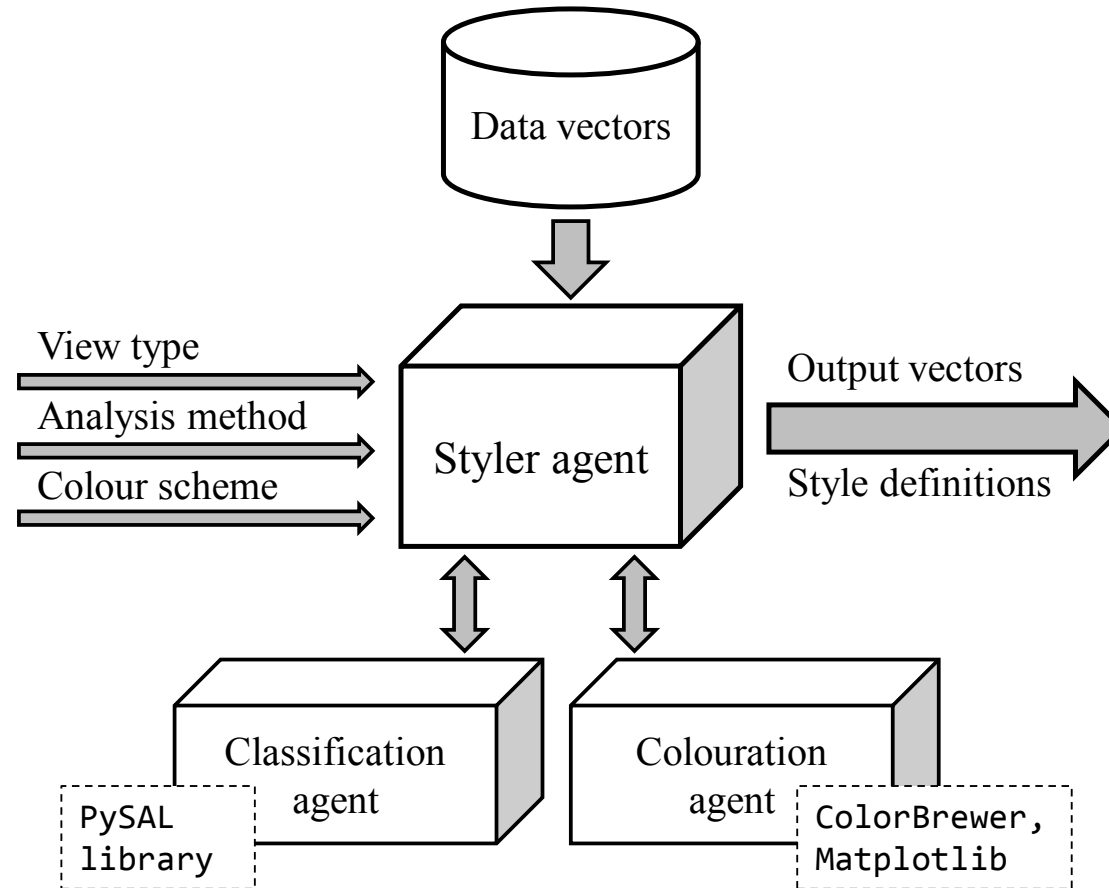 Data vectors
View type
Analysis method
Colour scheme
Styler agent
Output vectors
Style definitions
Classification
agent
PySAL
library
Colouration
agent
ColorBrewer,
Matplotlib